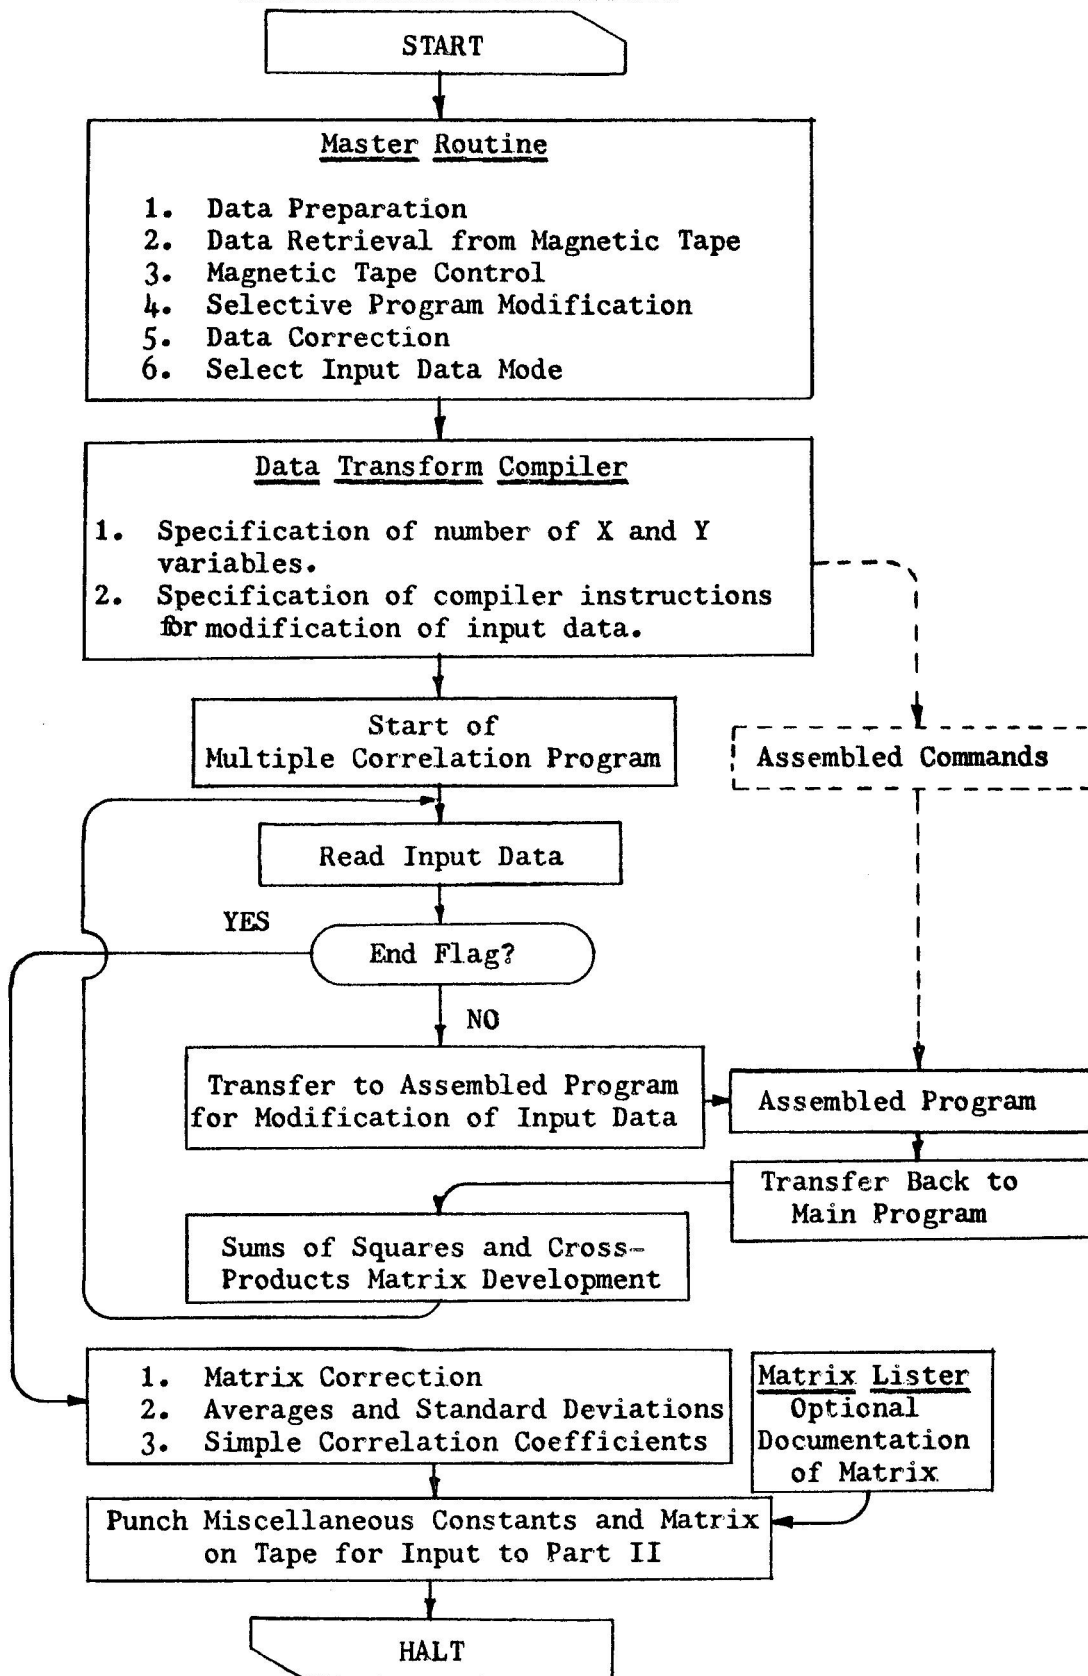 START
Master Routine
1. Data Preparation
2. Data Retrieval from Magnetic Tape
3. Magnetic Tape Control
4. Selective Program Modification
5. Data Correction
6. Select Input Data Mode
Data Transform Compiler
1. Specification of number of X and Y
variables.
2. Specification of compiler instructions
for modification of input data.
Start of
Multiple Correlation Program
Assembled Commands
Read Input Data
YES
End Flag?
NO
Transfer to Assembled Program
for Modification of Input Data
Assembled Program
Transfer Back to
Main Program
Sums of Squares and Cross-
Products Matrix Development
1. Matrix Correction
2. Averages and Standard Deviations
3. Simple Correlation Coefficients
Matrix Lister
Optional
Documentation
of Matrix
Punch Miscellaneous Constants and Matrix
on Tape for Input to Part II
HALT